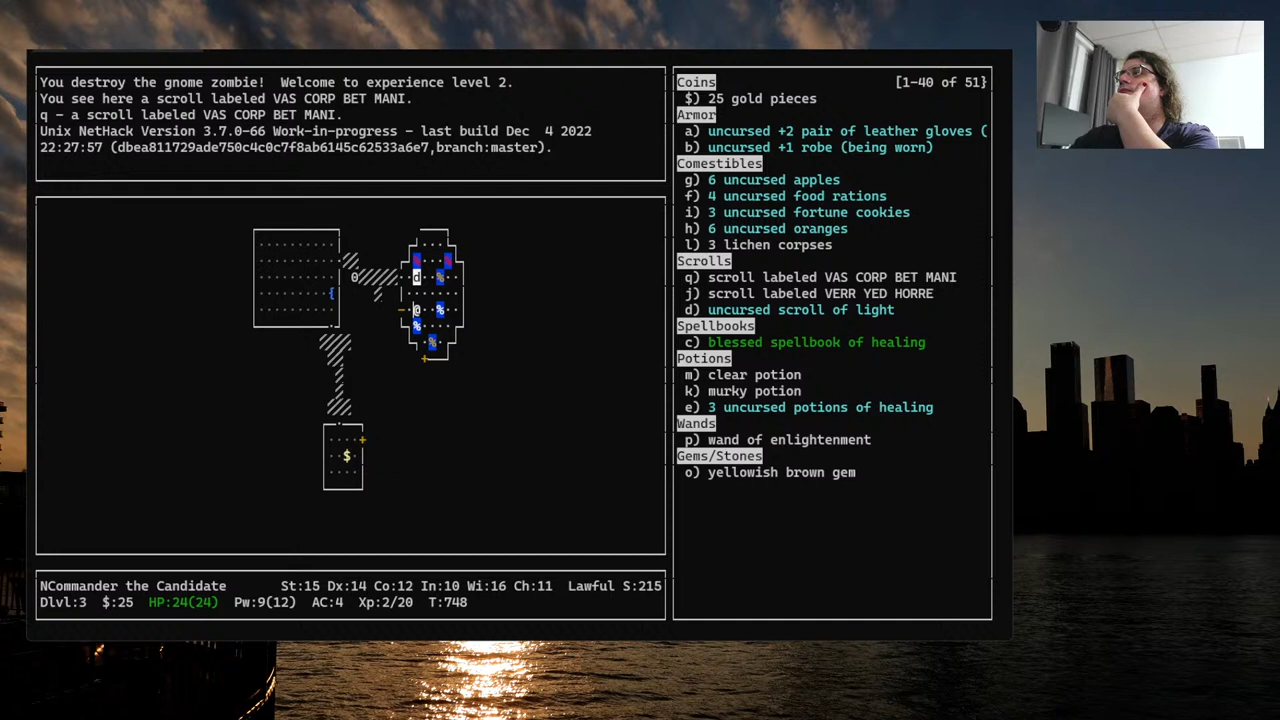 You destroy the gnome zombie!  Welcome to experience level 2.
You see here a scroll labeled VAS CORP BET MANI.
q - a scroll labeled VAS CORP BET MANI.
Unix NetHack Version 3.7.0-66 Work-in-progress - last build Dec  4 2022
22:27:57 (dbea811729ade750c4c0c7f8ab6145c62533a6e7,branch:master).
NCommander the Candidate St:15 Dx:14 Co:12 In:10 Wi:16 Ch:11 Lawful S:215
Dlvl:3 $:25 HP:24(24) Pw:9(12) AC:4 Xp:2/20 T:748
Coins [1-40 of 51}
$) 25 gold pieces
Armor
a) uncursed +2 pair of leather gloves (
b) uncursed +1 robe (being worn)
Comestibles
g) 6 uncursed apples
f) 4 uncursed food rations
i) 3 uncursed fortune cookies
h) 6 uncursed oranges
l) 3 lichen corpses
Scrolls
q) scroll labeled VAS CORP BET MANI
j) scroll labeled VERR YED HORRE
d) uncursed scroll of light
Spellbooks
c) blessed spellbook of healing
Potions
m) clear potion
k) murky potion
e) 3 uncursed potions of healing
Wands
p) wand of enlightenment
Gems/Stones
o) yellowish brown gem